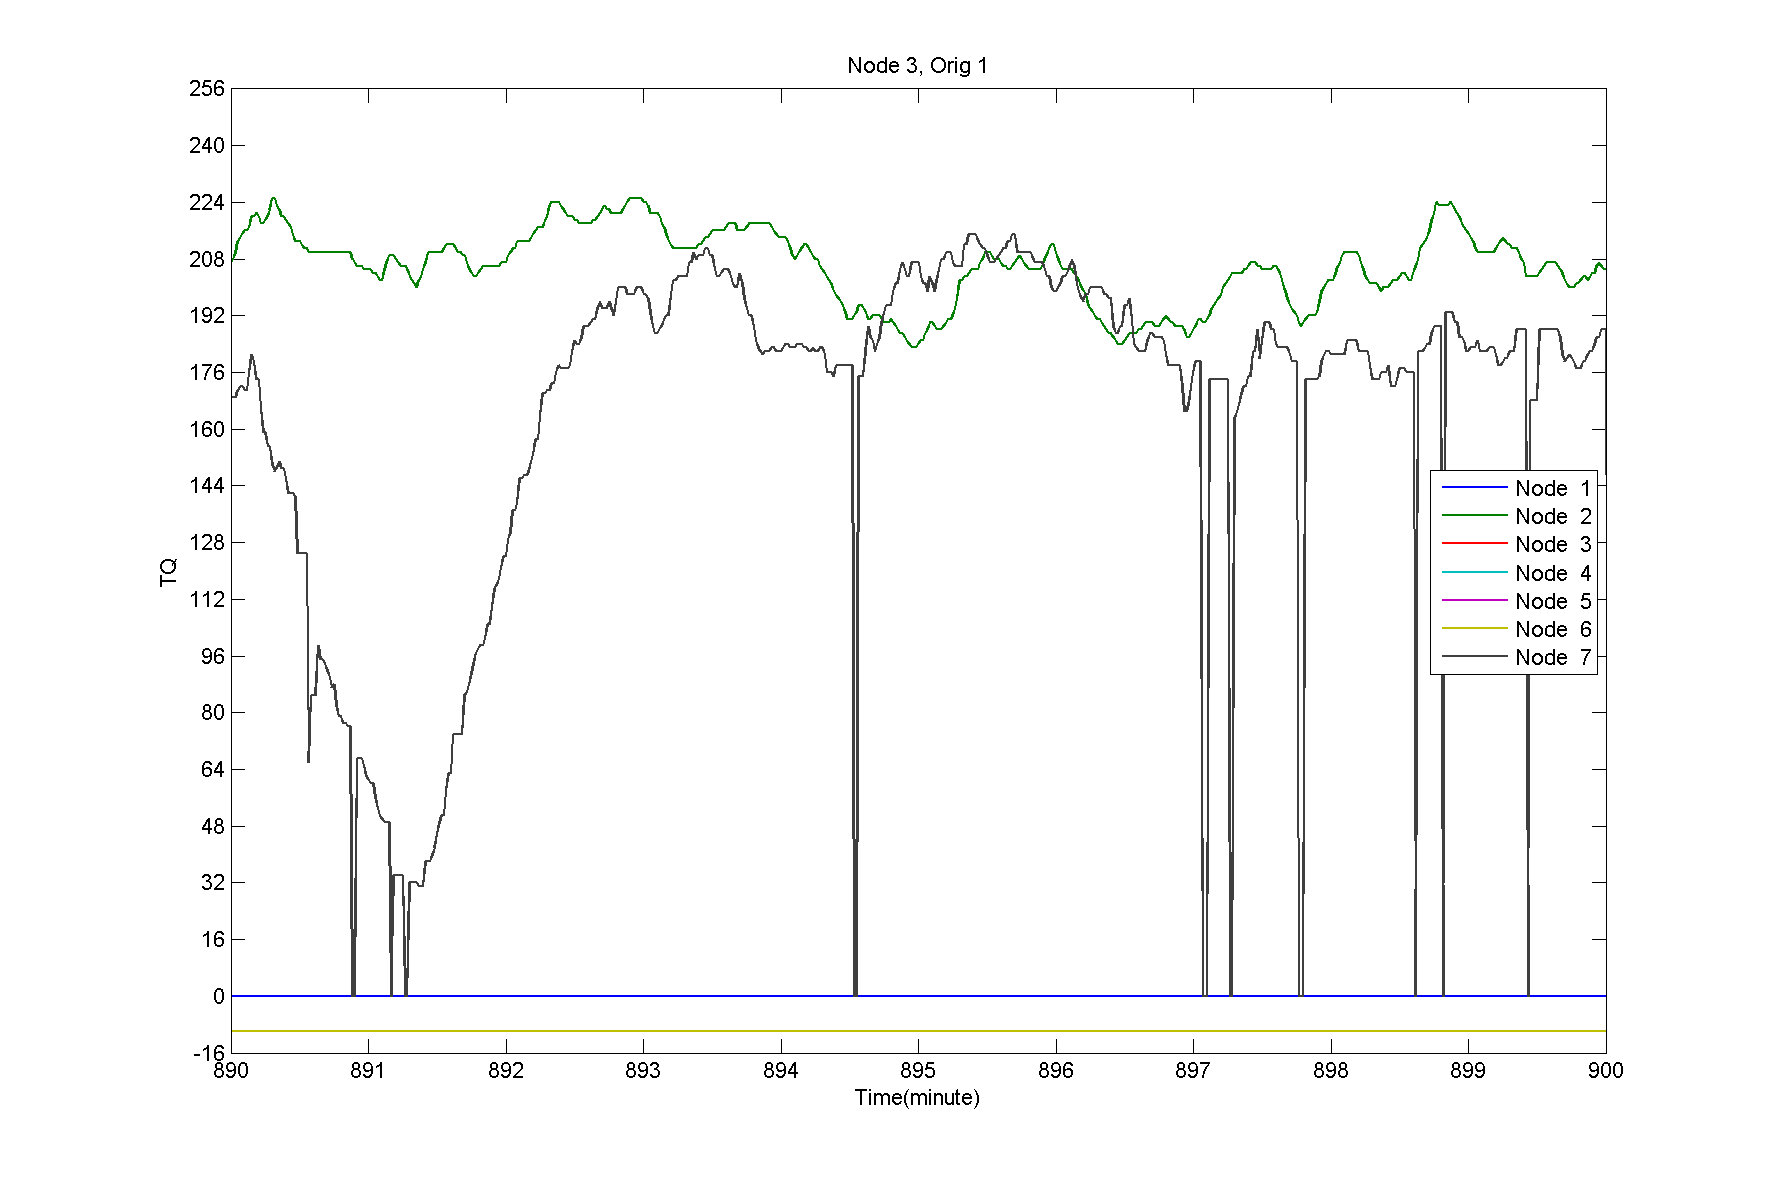 Node 3, Orig 1
256
240
224
208
192
176
160
144
128
112
96
80
64
48
32
16
0
-16
TQ
Node 1
Node 2
Node 3
Node 4
Node 5
Node 6
Node 7
890 891 892 893 894 895 896 897 898 899 900
Time(minute)